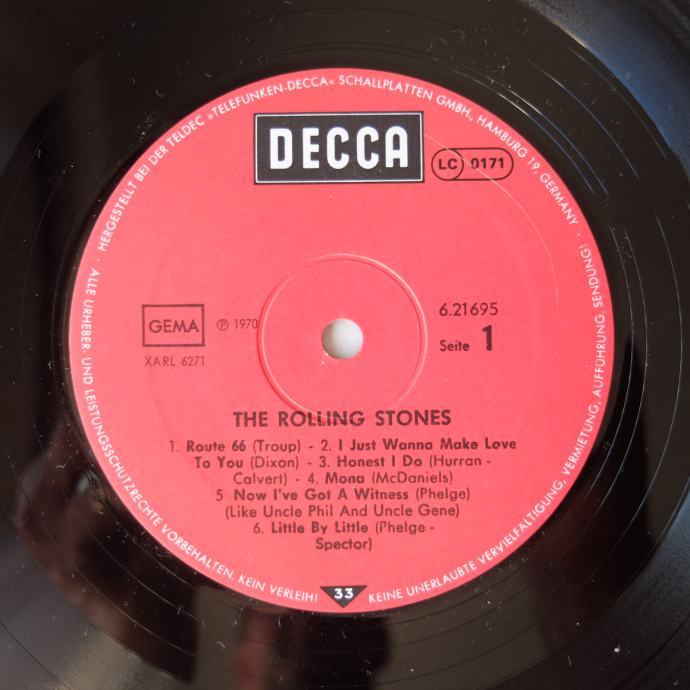 HERGESTELLT BEI DER TELDEC »TELEFUNKEN-DECCA« SCHALLPLATTEN GMBH., HAMBURG 19, GERMANY ·
ALLE URHEBER- UND LEISTUNGSSCHUTZRECHTE VORBEHALTEN, KEIN VERLEIH! KEINE UNERLAUBTE VERVIELFÄLTIGUNG, VERMIETUNG, AUFFÜHRUNG, SENDUNG!
DECCA
LC 0171
GEMA ℗ 1970
XARL 6271
6.21695
Seite 1
THE ROLLING STONES
1. Route 66 (Troup) - 2. I Just Wanna Make Love
To You (Dixon) - 3. Honest I Do (Hurran -
Calvert) - 4. Mona (McDaniels)
5 Now I've Got A Witness (Phelge)
(Like Uncle Phil And Uncle Gene)
6. Little By Little (Phelge -
Spector)
33